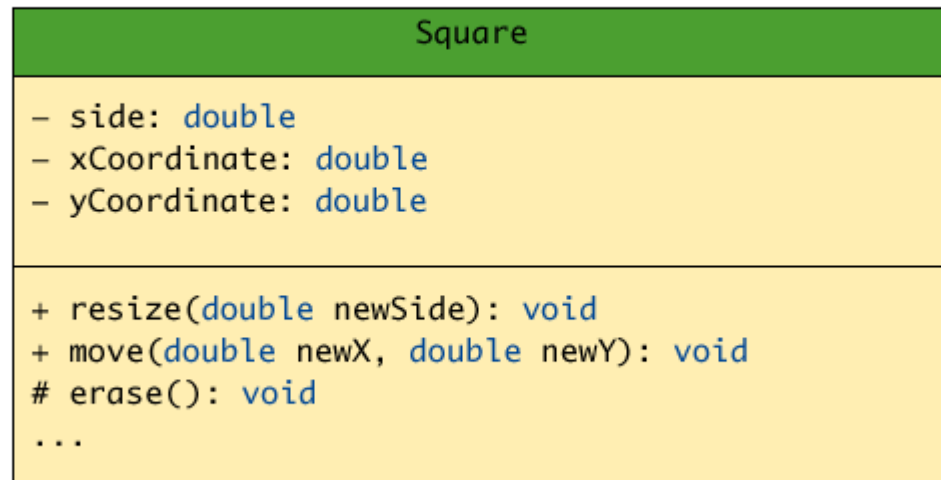 Square
– side: double
– xCoordinate: double
– yCoordinate: double
+ resize(double newSide): void
+ move(double newX, double newY): void
# erase(): void
...